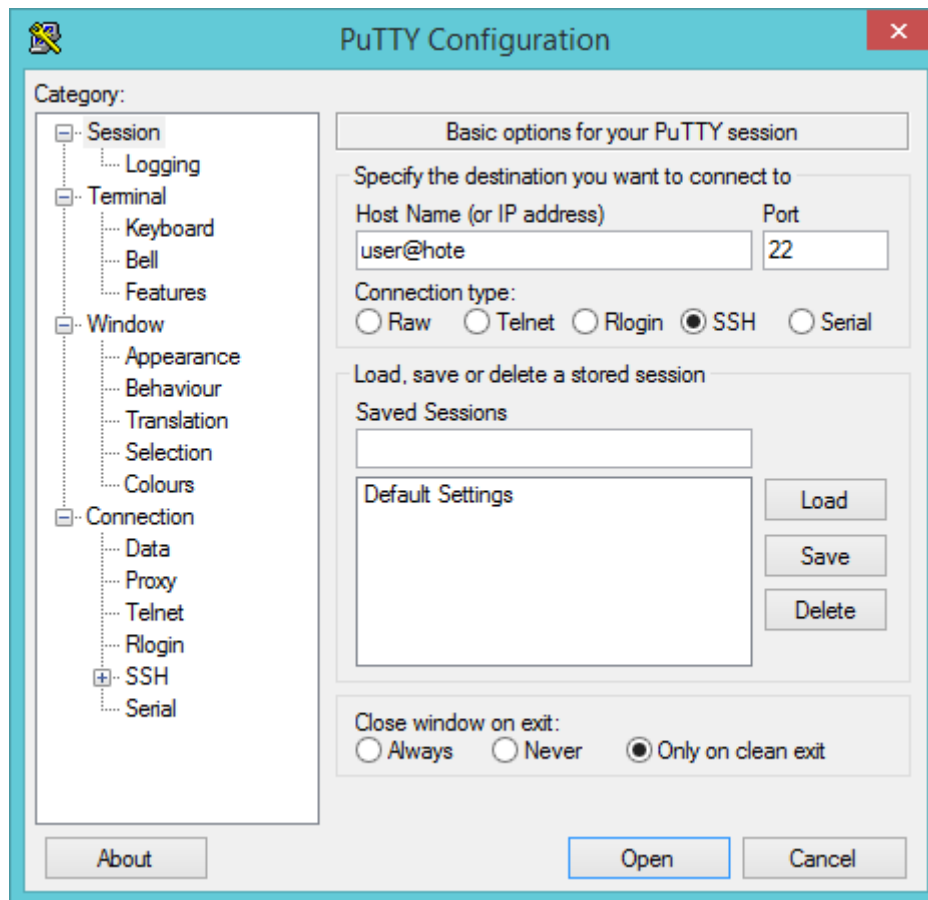 PuTTY Configuration
Category:
Session
Logging
Terminal
Keyboard
Bell
Features
Window
Appearance
Behaviour
Translation
Selection
Colours
Connection
Data
Proxy
Telnet
Rlogin
SSH
Serial
Basic options for your PuTTY session
Specify the destination you want to connect to
Host Name (or IP address) Port
user@hote 22
Connection type:
Raw Telnet Rlogin SSH Serial
Load, save or delete a stored session
Saved Sessions
Default Settings
Load
Save
Delete
Close window on exit:
Always Never Only on clean exit
About Open Cancel